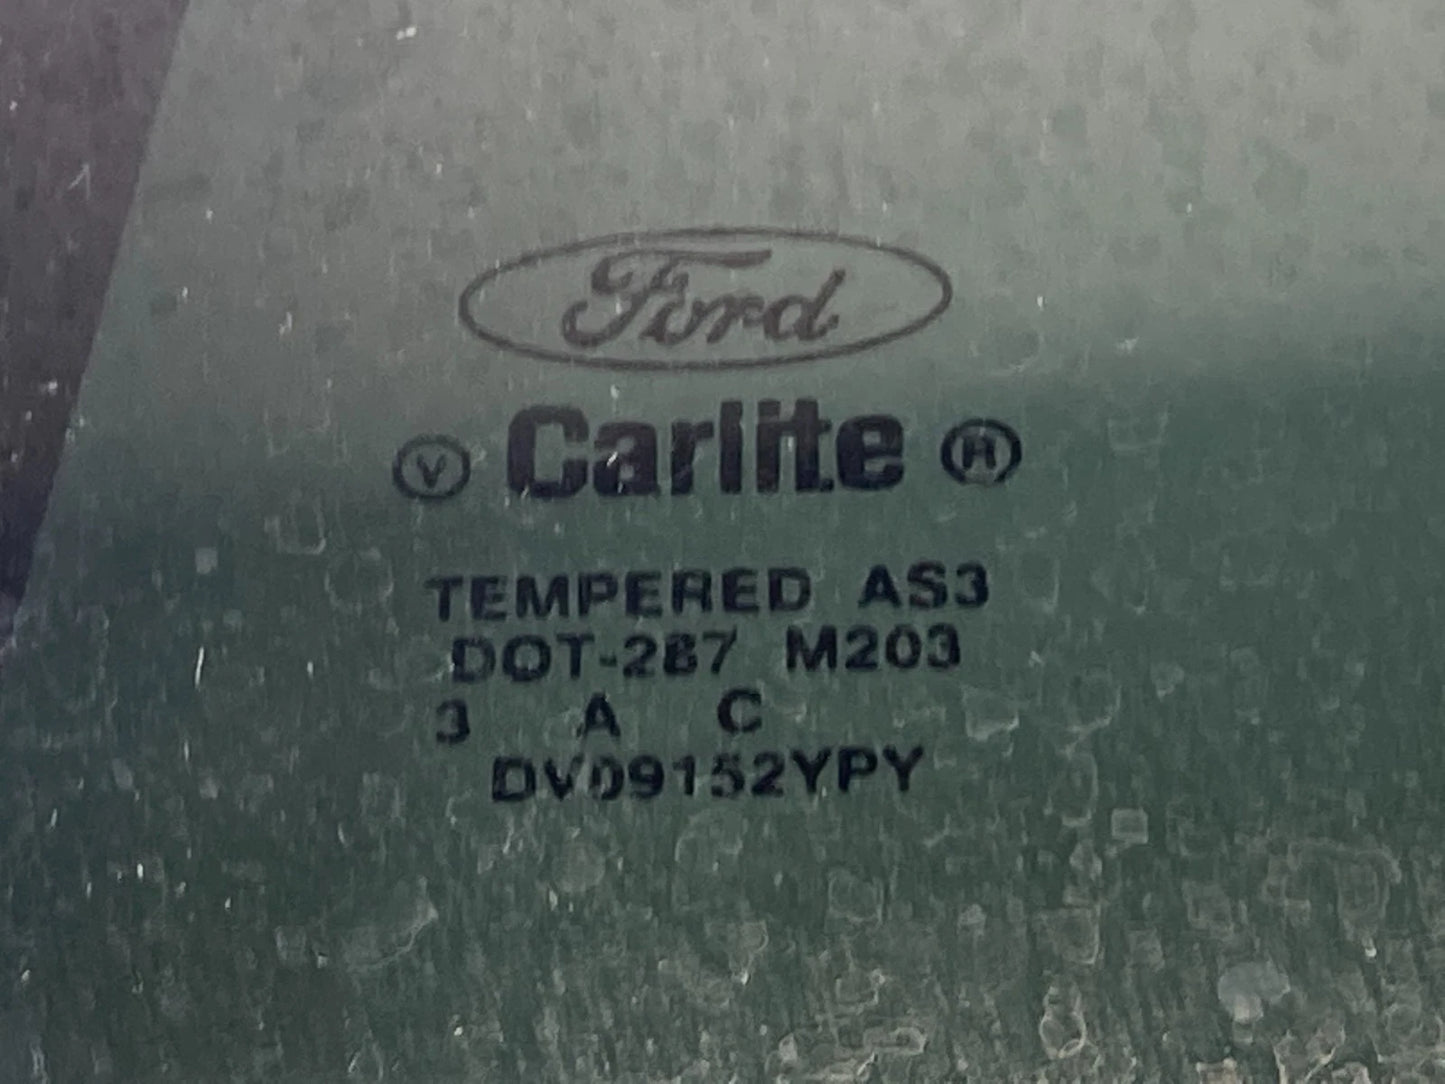 Ford
V Carlite ®
TEMPERED AS3
DOT-287 M203
3 A C
DV09152YPY